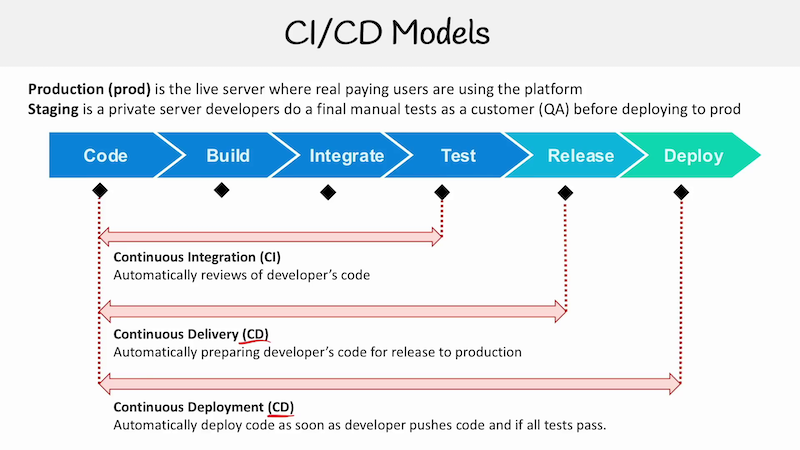 CI/CD Models
Production (prod) is the live server where real paying users are using the platform
Staging is a private server developers do a final manual tests as a customer (QA) before deploying to prod
Code Build Integrate Test Release Deploy
Continuous Integration (CI)
Automatically reviews of developer’s code
Continuous Delivery (CD)
Automatically preparing developer’s code for release to production
Continuous Deployment (CD)
Automatically deploy code as soon as developer pushes code and if all tests pass.